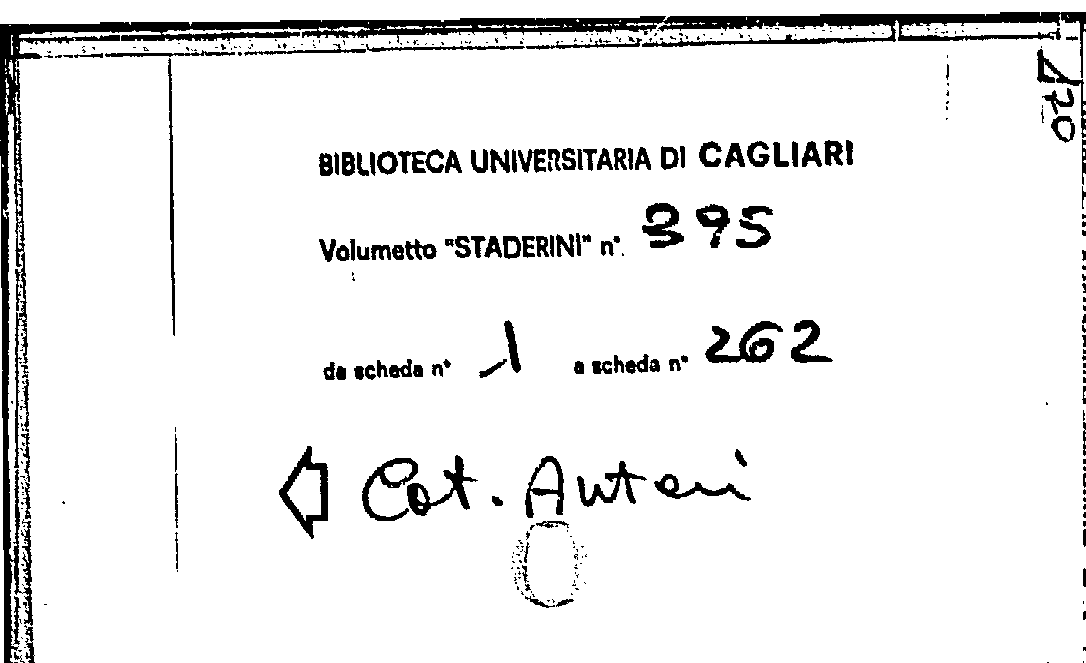 BIBLIOTECA UNIVERSITARIA DI CAGLIARI
Volumetto "STADERINI" n°. 395
da scheda n° 1 a scheda n° 262
Cat. Autori